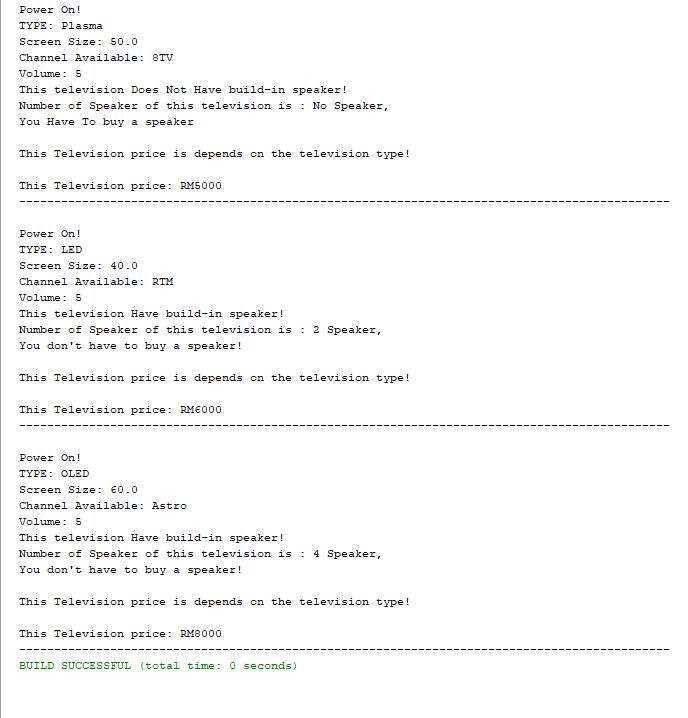 Power On!
TYPE: Plasma
Screen Size: 50.0
Channel Available: 8TV
Volume: 5
This television Does Not Have build-in speaker!
Number of Speaker of this television is : No Speaker,
You Have To buy a speaker
This Television price is depends on the television type!
This Television price: RM5000
---------------------------------------------------------------------------------------------
Power On!
TYPE: LED
Screen Size: 40.0
Channel Available: RTM
Volume: 5
This television Have build-in speaker!
Number of Speaker of this television is : 2 Speaker,
You don't have to buy a speaker!
This Television price is depends on the television type!
This Television price: RM6000
---------------------------------------------------------------------------------------------
Power On!
TYPE: OLED
Screen Size: 60.0
Channel Available: Astro
Volume: 5
This television Have build-in speaker!
Number of Speaker of this television is : 4 Speaker,
You don't have to buy a speaker!
This Television price is depends on the television type!
This Television price: RM8000
---------------------------------------------------------------------------------------------
BUILD SUCCESSFUL (total time: 0 seconds)